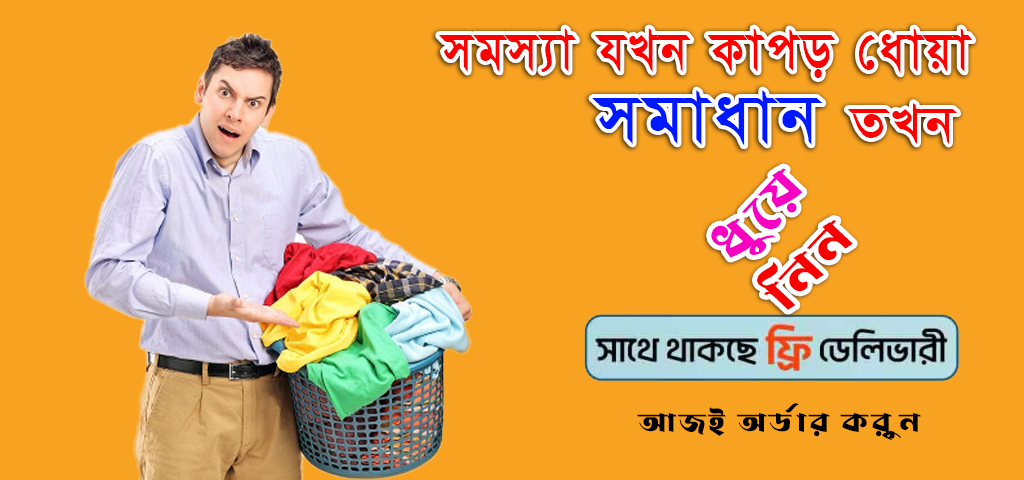 সমস্যা যখন কাপড় ধোয়া
সমাধান তখন
ধুয়ে
নিন
সাথে থাকছে ফ্রি ডেলিভারী
আজই অর্ডার করুন